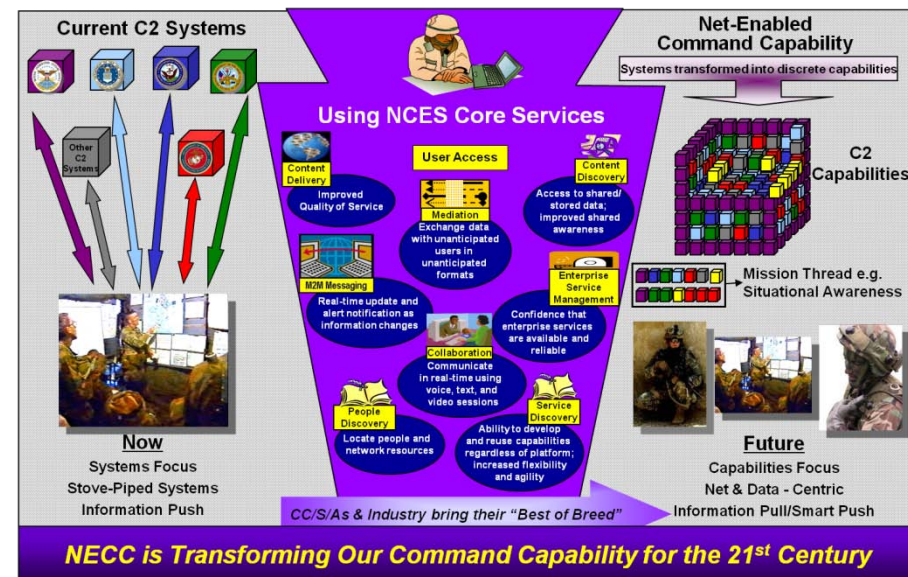 Current C2 Systems
Other
C2
Systems
Now
Systems Focus
Stove-Piped Systems
Information Push
Using NCES Core Services
User Access
Content
Delivery
Improved
Quality of Service
Mediation
Exchange data
with unanticipated
users in
unanticipated
formats
Content
Discovery
Access to shared/
stored data;
improved shared
awareness
M2M Messaging
Real-time update and
alert notification as
information changes
Enterprise
Service
Management
Confidence that
enterprise services
are available and
reliable
Collaboration
Communicate
in real-time using
voice, text, and
video sessions
People
Discovery
Locate people and
network resources
Service
Discovery
Ability to develop
and reuse capabilities
regardless of platform;
increased flexibility
and agility
CC/S/As & Industry bring their “Best of Breed”
Net-Enabled
Command Capability
Systems transformed into discrete capabilities
C2
Capabilities
Mission Thread e.g.
Situational Awareness
Future
Capabilities Focus
Net & Data - Centric
Information Pull/Smart Push
NECC is Transforming Our Command Capability for the 21st Century